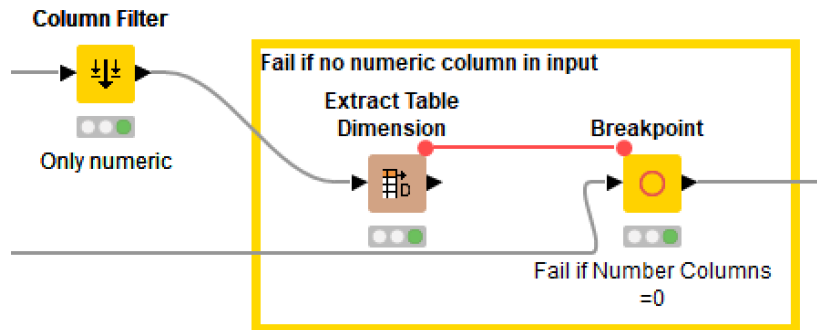 Column Filter
Only numeric
Fail if no numeric column in input
Extract Table
Dimension
D
Breakpoint
Fail if Number Columns
=0